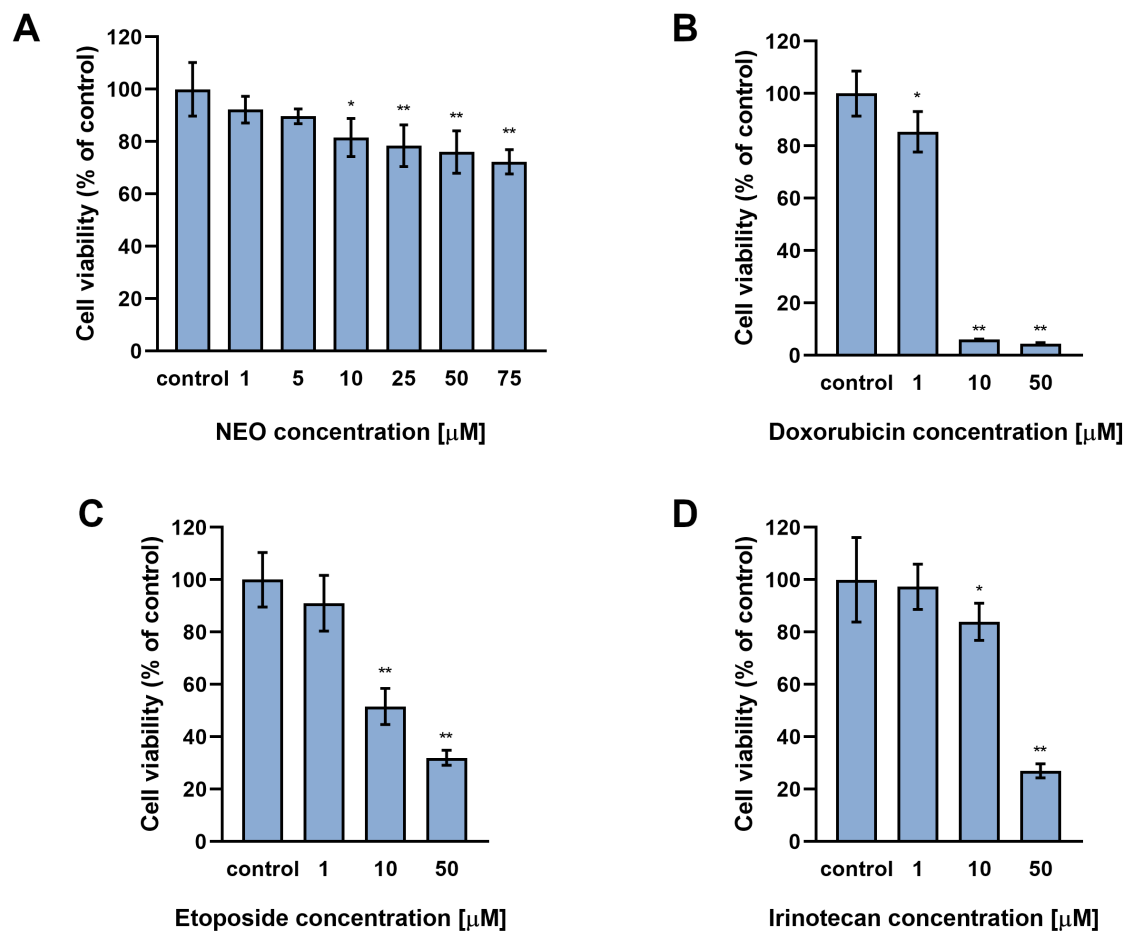 A
Cell viability (% of control)
120
100
80
60
40
20
0
* ** ** **
control 1 5 10 25 50 75
NEO concentration [μM]
B
Cell viability (% of control)
120
100
80
60
40
20
0
* ** **
control 1 10 50
Doxorubicin concentration [μM]
C
Cell viability (% of control)
120
100
80
60
40
20
0
** **
control 1 10 50
Etoposide concentration [μM]
D
Cell viability (% of control)
120
100
80
60
40
20
0
* **
control 1 10 50
Irinotecan concentration [μM]